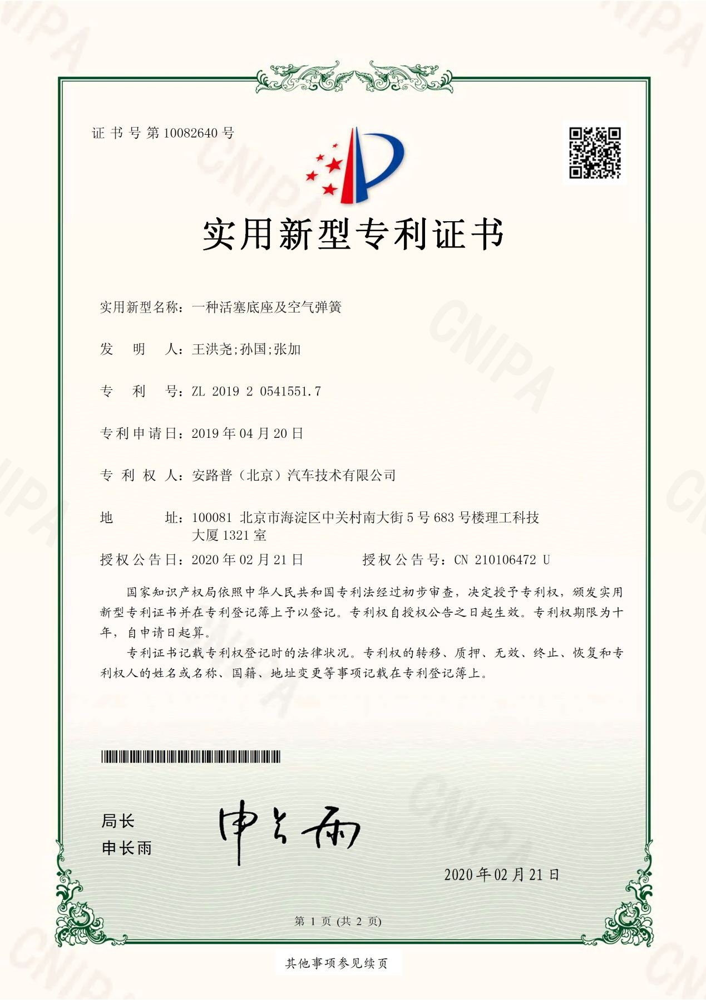 证书号第10082640号
实用新型专利证书
实用新型名称：一种活塞底座及空气弹簧
发明人：王洪尧;孙国;张加
专利号：ZL 2019 2 0541551.7
专利申请日：2019年04月20日
专利权人：安路普（北京）汽车技术有限公司
地址：100081 北京市海淀区中关村南大街5号683号楼理工科技
大厦1321室
授权公告日：2020年02月21日 授权公告号：CN 210106472 U
国家知识产权局依照中华人民共和国专利法经过初步审查，决定授予专利权，颁发实用
新型专利证书并在专利登记簿上予以登记。专利权自授权公告之日起生效。专利权期限为十
年，自申请日起算。
专利证书记载专利权登记时的法律状况。专利权的转移、质押、无效、终止、恢复和专
利权人的姓名或名称、国籍、地址变更等事项记载在专利登记簿上。
局长
申长雨
申长雨
2020年02月21日
第 1 页 (共 2 页)
其他事项参见续页
CNIPA
CNIPA
CNIPA
CNIPA
CNIPA
CNIPA